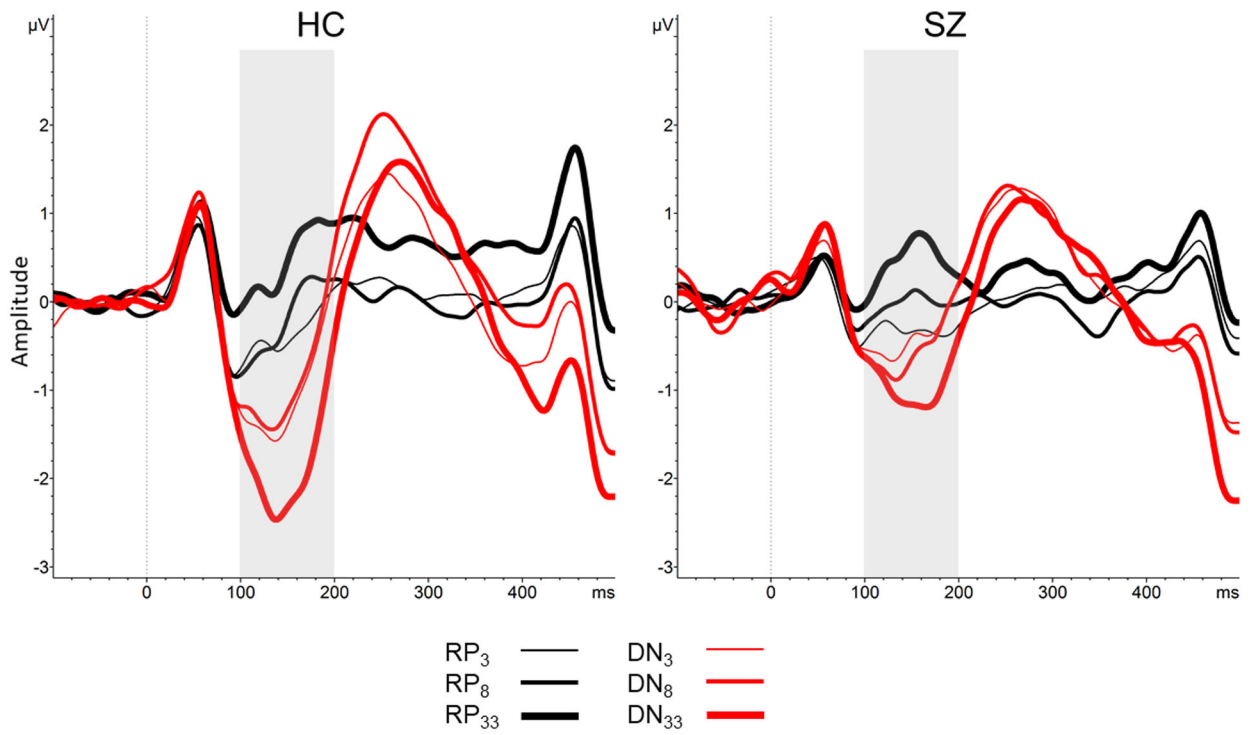 HC
SZ
µV
2
1
0
-1
-2
-3
Amplitude
0 100 200 300 400 ms
µV
2
1
0
-1
-2
-3
0 100 200 300 400 ms
RP₃ DN₃
RP₈ DN₈
RP₃₃ DN₃₃